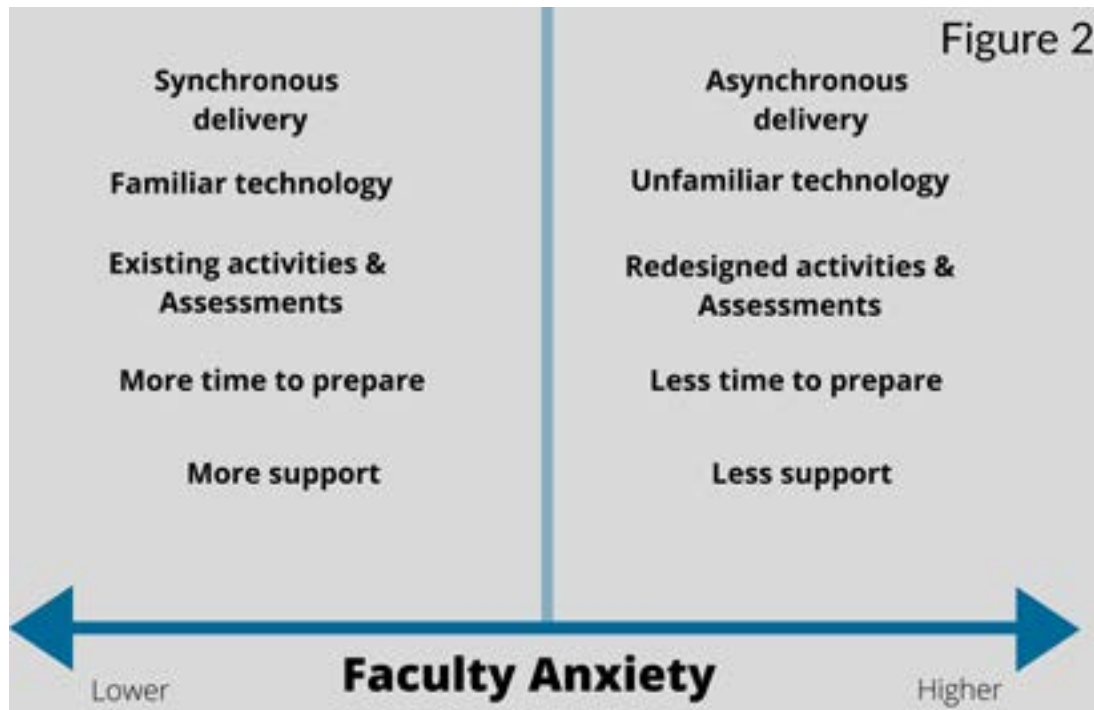 Figure 2
Synchronous
delivery
Familiar technology
Existing activities &
Assessments
More time to prepare
More support
Asynchronous
delivery
Unfamiliar technology
Redesigned activities &
Assessments
Less time to prepare
Less support
Faculty Anxiety
Lower
Higher